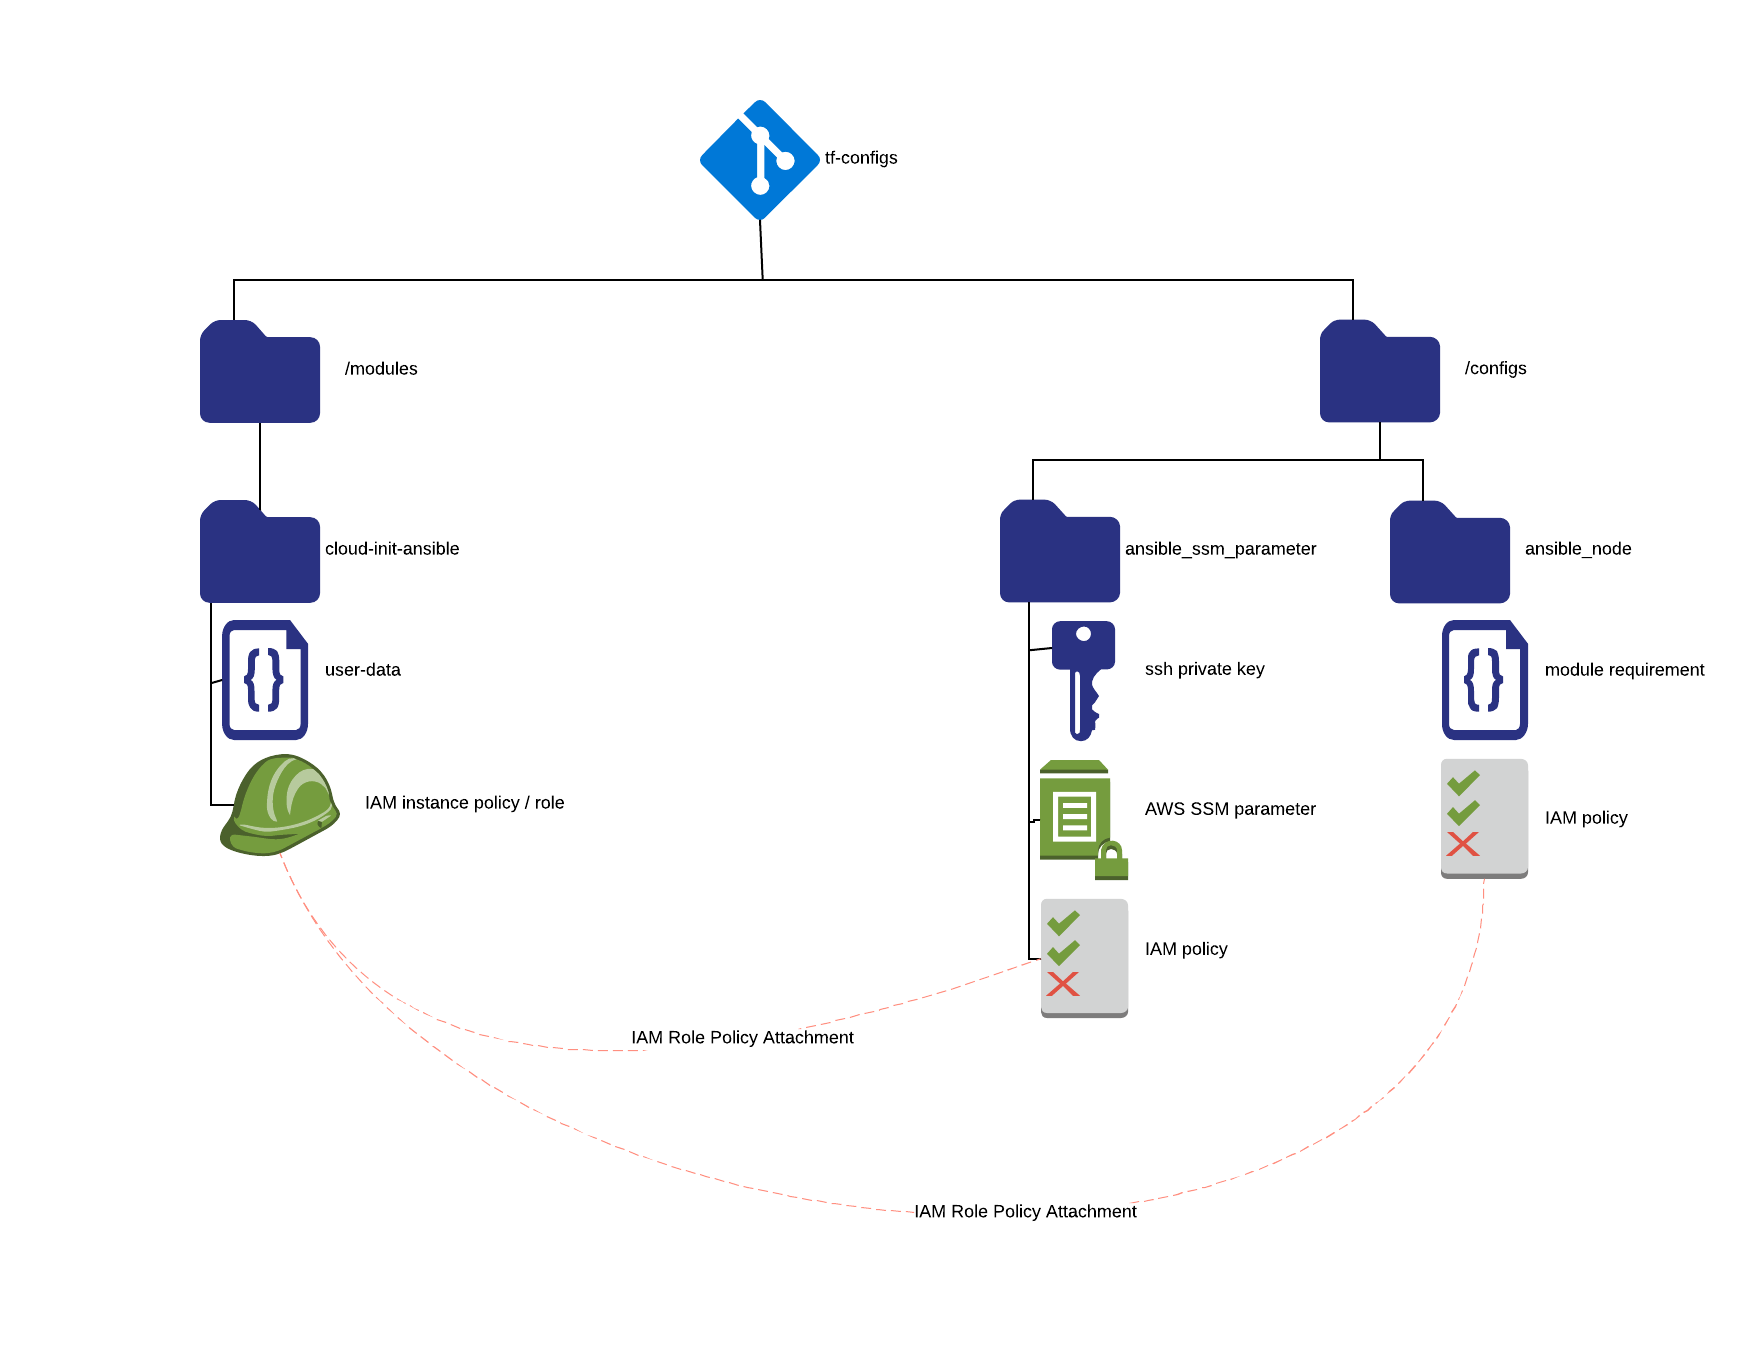 tf-configs
/modules
/configs
cloud-init-ansible
ansible_ssm_parameter
ansible_node
user-data
ssh private key
module requirement
IAM instance policy / role
AWS SSM parameter
IAM policy
IAM policy
IAM Role Policy Attachment
IAM Role Policy Attachment